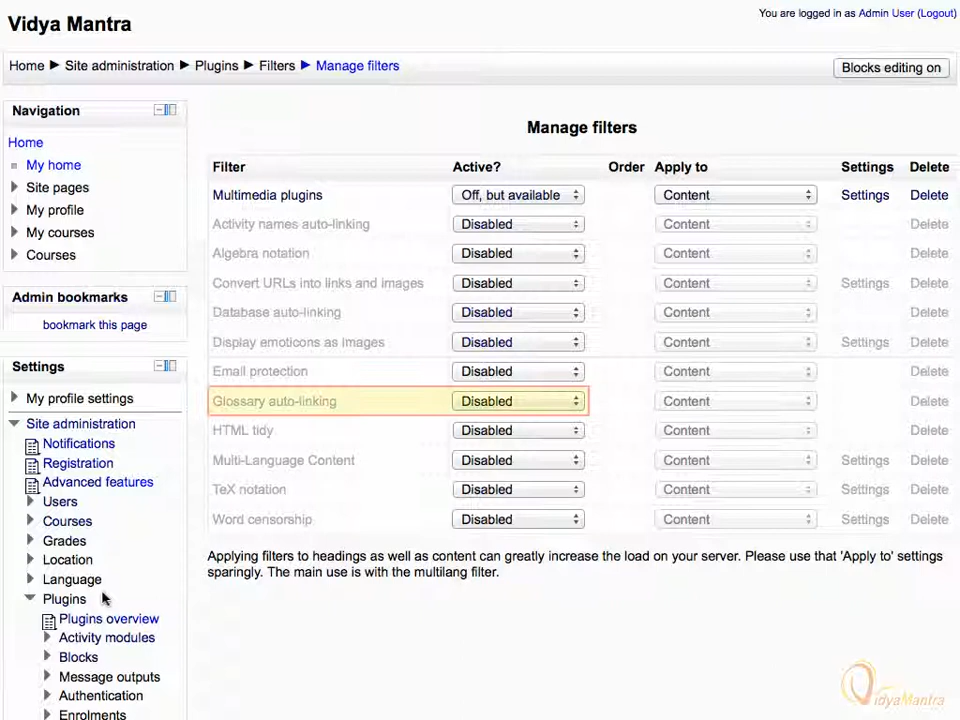 Vidya Mantra
You are logged in as Admin User (Logout)
Home Site administration Plugins Filters Manage filters
Blocks editing on
Navigation
Home
My home
Site pages
My profile
My courses
Courses
Admin bookmarks
bookmark this page
Settings
My profile settings
Site administration
Notifications
Registration
Advanced features
Users
Courses
Grades
Location
Language
Plugins
Plugins overview
Activity modules
Blocks
Message outputs
Authentication
Enrolments
Manage filters
Filter Active? Order Apply to Settings Delete
Multimedia plugins Off, but available Content Settings Delete
Activity names auto-linking Disabled Content Delete
Algebra notation Disabled Content Delete
Convert URLs into links and images Disabled Content Settings Delete
Database auto-linking Disabled Content Delete
Display emoticons as images Disabled Content Settings Delete
Email protection Disabled Content Delete
Glossary auto-linking Disabled Content Delete
HTML tidy Disabled Content Delete
Multi-Language Content Disabled Content Settings Delete
TeX notation Disabled Content Settings Delete
Word censorship Disabled Content Settings Delete
Applying filters to headings as well as content can greatly increase the load on your server. Please use that 'Apply to' settings
sparingly. The main use is with the multilang filter.
VidyaMantra